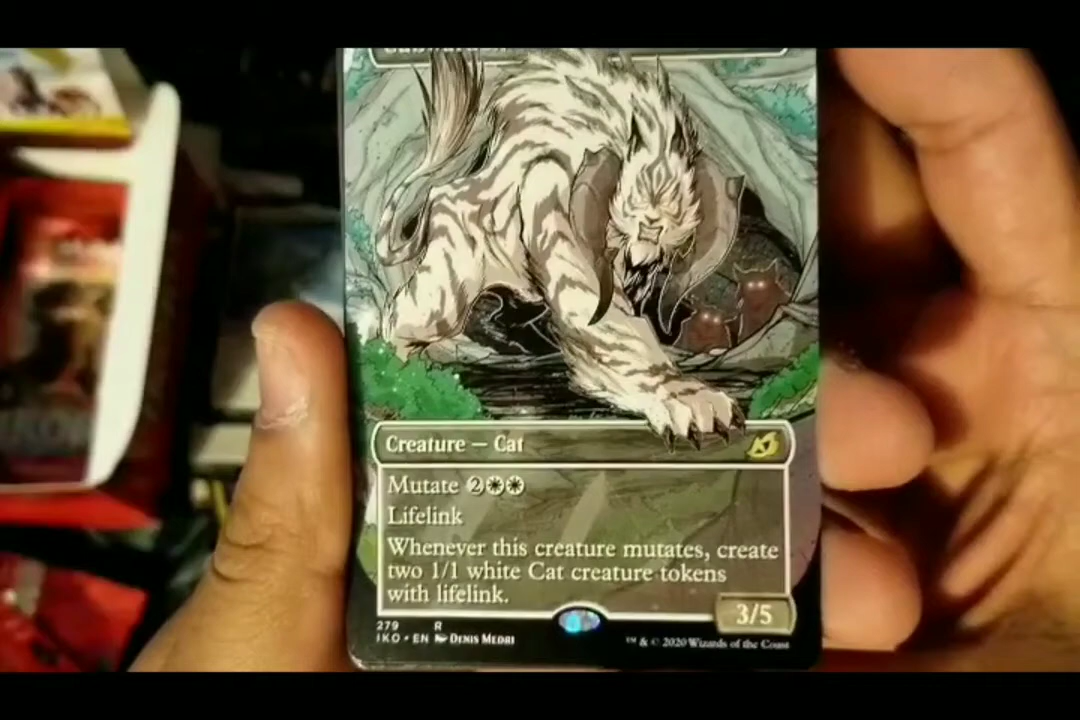 Creature — Cat
Mutate 2
Lifelink
Whenever this creature mutates, create
two 1/1 white Cat creature tokens
with lifelink.
3/5
279 R
IKO • EN DENIS MEDRI
™ & © 2020 Wizards of the Coast